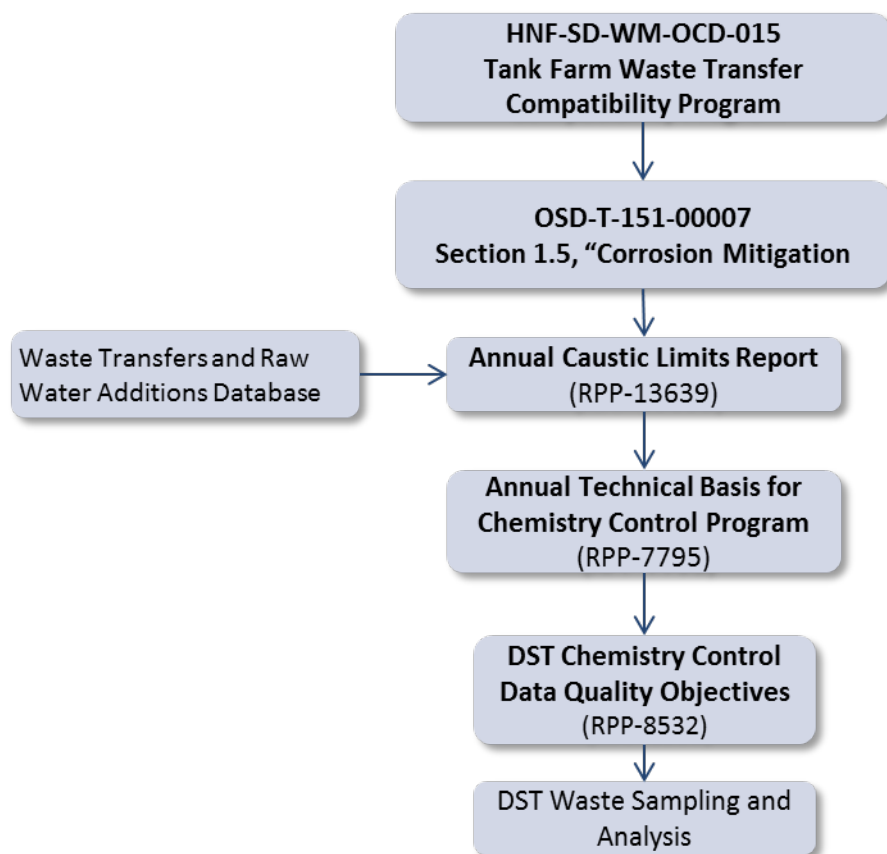 HNF-SD-WM-OCD-015
Tank Farm Waste Transfer
Compatibility Program
OSD-T-151-00007
Section 1.5, “Corrosion Mitigation
Waste Transfers and Raw
Water Additions Database
Annual Caustic Limits Report
(RPP-13639)
Annual Technical Basis for
Chemistry Control Program
(RPP-7795)
DST Chemistry Control
Data Quality Objectives
(RPP-8532)
DST Waste Sampling and
Analysis